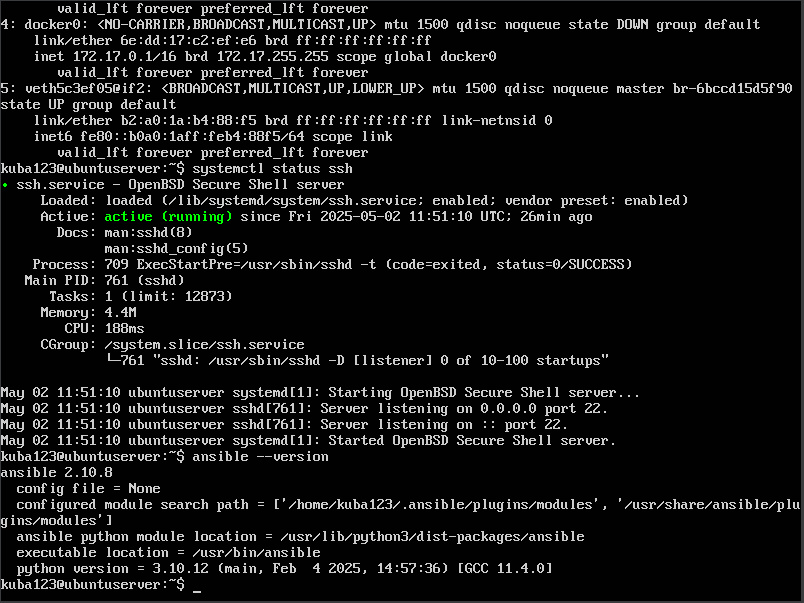 valid_lft forever preferred_lft forever
4: docker0: <NO-CARRIER,BROADCAST,MULTICAST,UP> mtu 1500 qdisc noqueue state DOWN group default
link/ether 6e:dd:17:c2:ef:e6 brd ff:ff:ff:ff:ff:ff
inet 172.17.0.1/16 brd 172.17.255.255 scope global docker0
valid_lft forever preferred_lft forever
5: veth5c3ef05@if2: <BROADCAST,MULTICAST,UP,LOWER_UP> mtu 1500 qdisc noqueue master br-6bccd15d5f90
state UP group default
link/ether b2:a0:1a:b4:88:f5 brd ff:ff:ff:ff:ff:ff link-netnsid 0
inet6 fe80::b0a0:1aff:feb4:88f5/64 scope link
valid_lft forever preferred_lft forever
kuba123@ubuntuserver:~$ systemctl status ssh
• ssh.service - OpenBSD Secure Shell server
Loaded: loaded (/lib/systemd/system/ssh.service; enabled; vendor preset: enabled)
Active: active (running) since Fri 2025-05-02 11:51:10 UTC; 26min ago
Docs: man:sshd(8)
man:sshd_config(5)
Process: 709 ExecStartPre=/usr/sbin/sshd -t (code=exited, status=0/SUCCESS)
Main PID: 761 (sshd)
Tasks: 1 (limit: 12873)
Memory: 4.4M
CPU: 188ms
CGroup: /system.slice/ssh.service
└─761 "sshd: /usr/sbin/sshd -D [listener] 0 of 10-100 startups"
May 02 11:51:10 ubuntuserver systemd[1]: Starting OpenBSD Secure Shell server...
May 02 11:51:10 ubuntuserver sshd[761]: Server listening on 0.0.0.0 port 22.
May 02 11:51:10 ubuntuserver sshd[761]: Server listening on :: port 22.
May 02 11:51:10 ubuntuserver systemd[1]: Started OpenBSD Secure Shell server.
kuba123@ubuntuserver:~$ ansible --version
ansible 2.10.8
config file = None
configured module search path = ['/home/kuba123/.ansible/plugins/modules', '/usr/share/ansible/plu
gins/modules']
ansible python module location = /usr/lib/python3/dist-packages/ansible
executable location = /usr/bin/ansible
python version = 3.10.12 (main, Feb  4 2025, 14:57:36) [GCC 11.4.0]
kuba123@ubuntuserver:~$ _